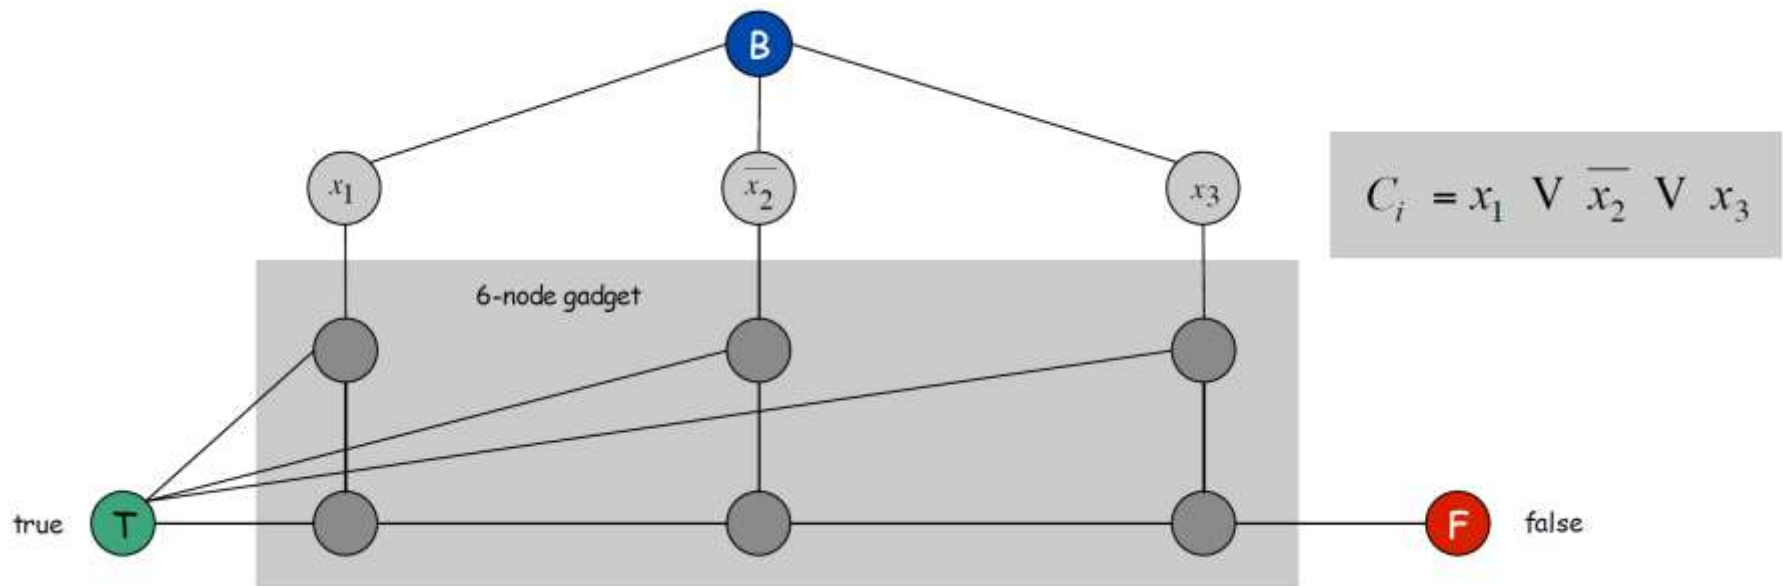 B
x₁ x̅₂ x₃
Cᵢ = x₁ V x̅₂ V x₃
6-node gadget
true T F false